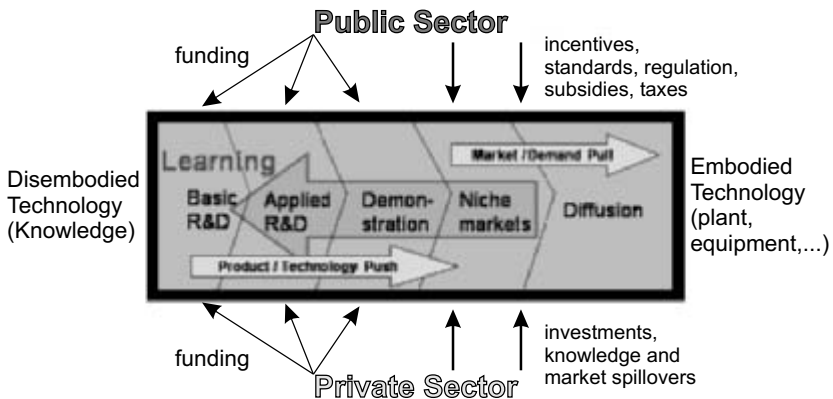 Public Sector
funding
incentives,
standards, regulation,
subsidies, taxes
Disembodied
Technology
(Knowledge)
Learning
Market / Demand Pull
Basic
R&D
Applied
R&D
Demon-
stration
Niche
markets
Diffusion
Product / Technology Push
Embodied
Technology
(plant,
equipment,...)
funding
investments,
knowledge and
market spillovers
Private Sector